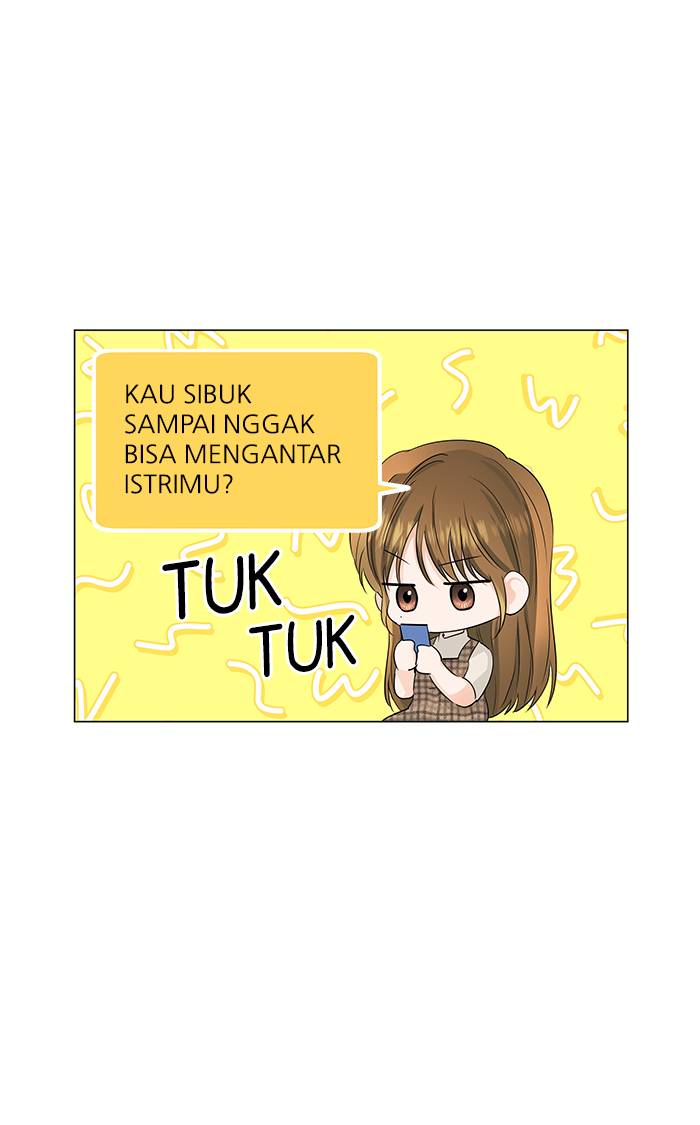 KAU SIBUK
SAMPAI NGGAK
BISA MENGANTAR
ISTRIMU?
TUK
TUK